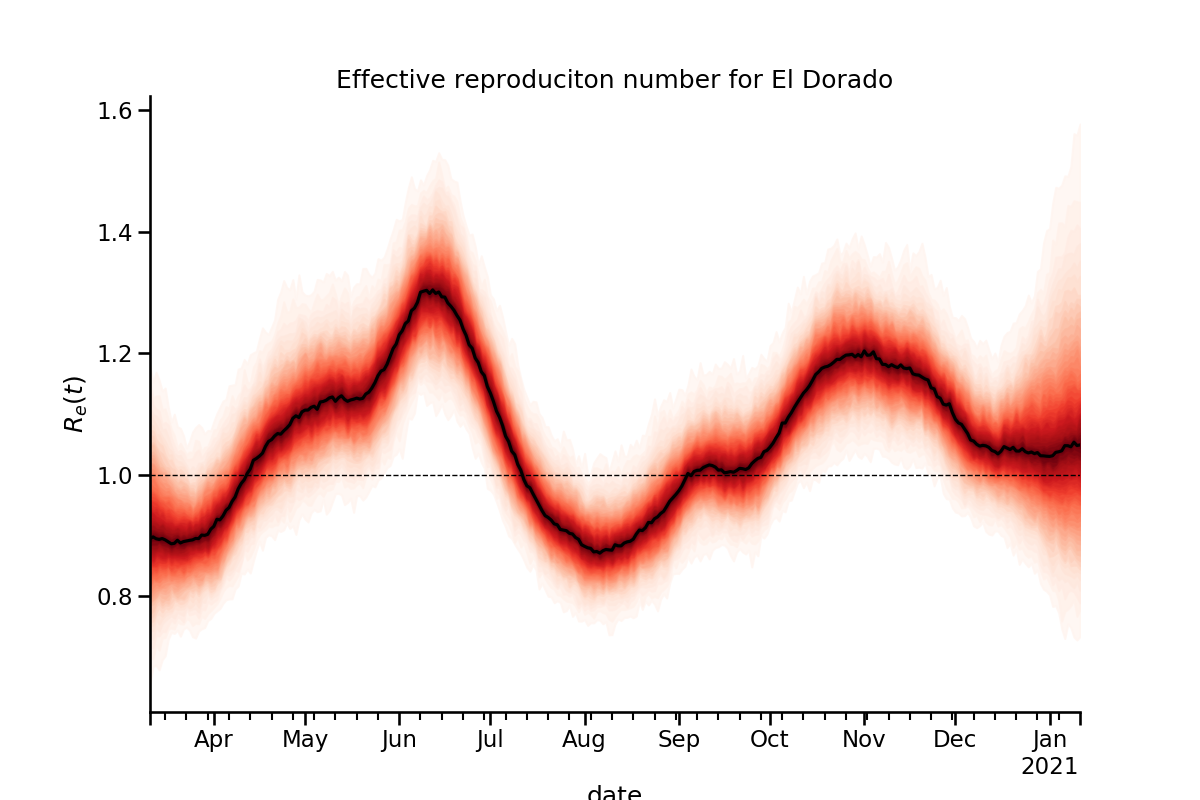 Effective reproduciton number for El Dorado
1.6
1.4
1.2
1.0
0.8
R_e(t)
Apr May Jun Jul Aug Sep Oct Nov Dec Jan
2021
date